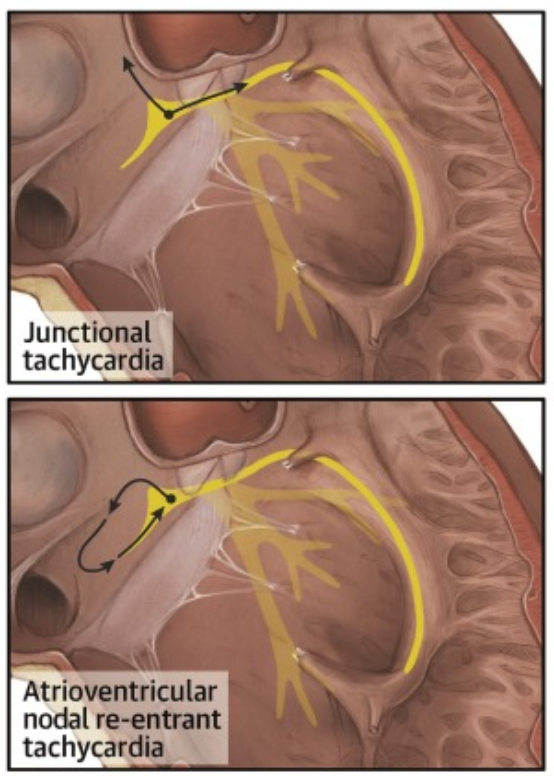 Junctional
tachycardia
Atrioventricular
nodal re-entrant
tachycardia